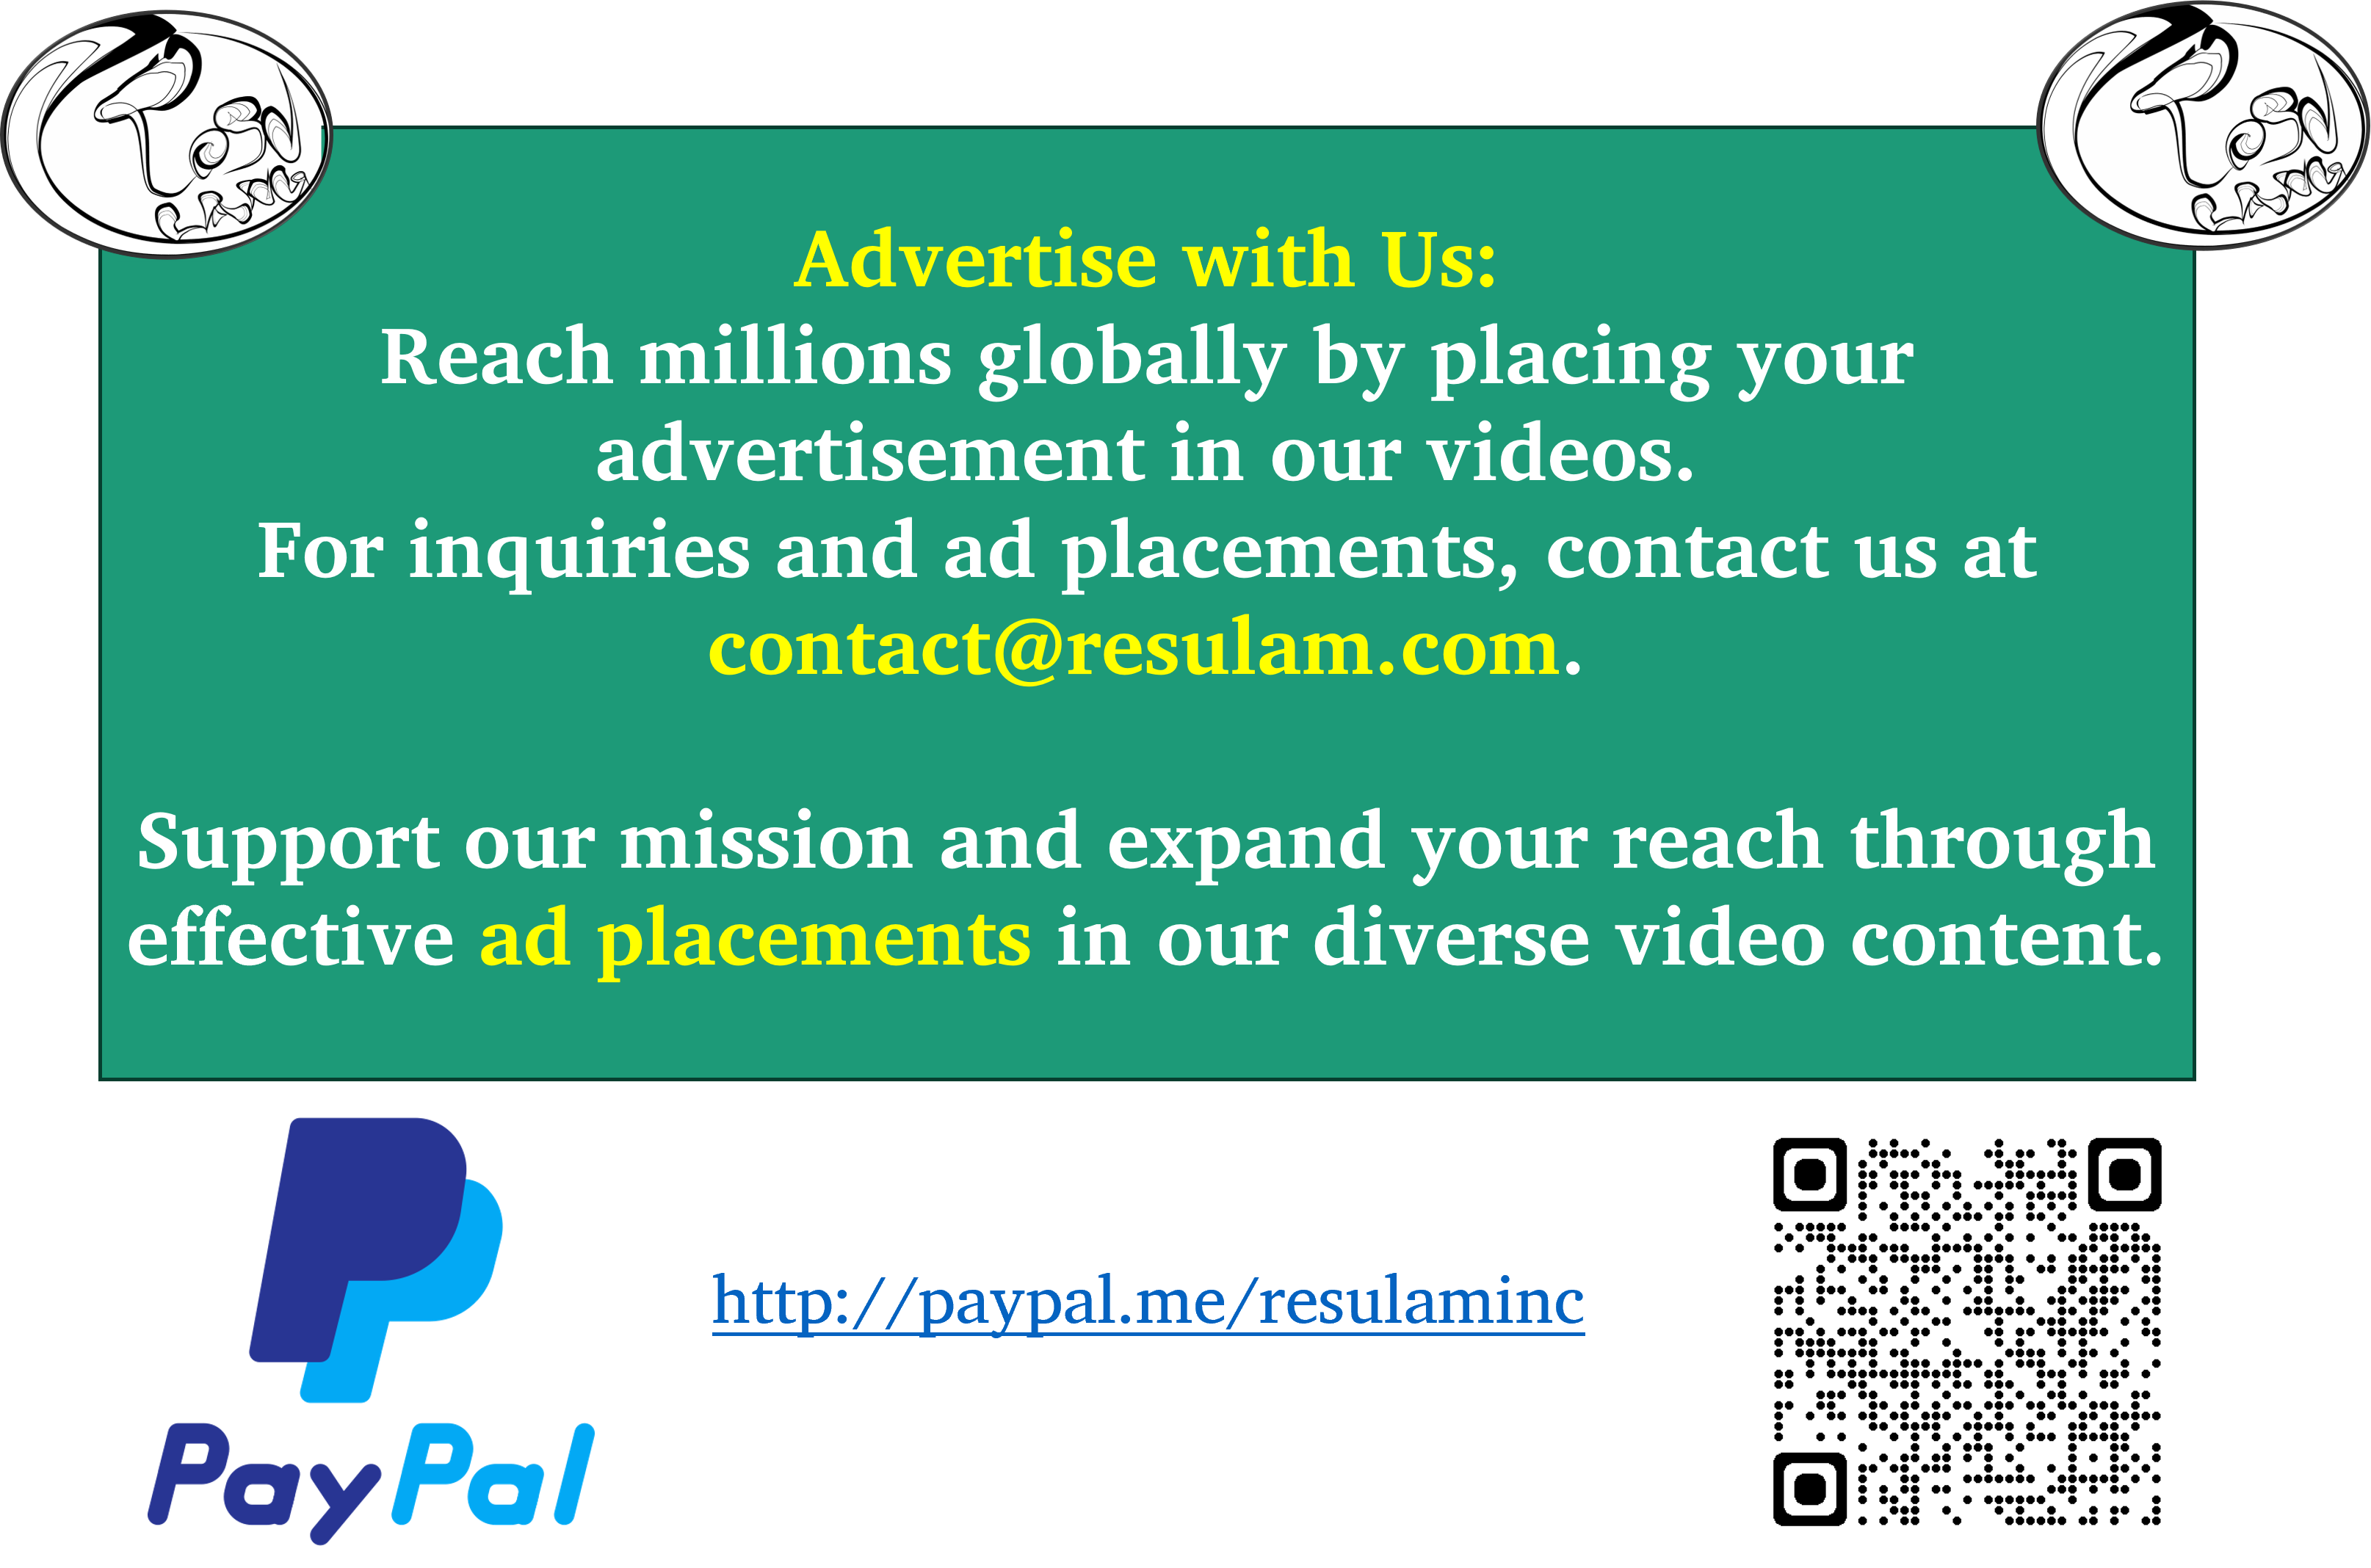 Advertise with Us:
Reach millions globally by placing your
advertisement in our videos.
For inquiries and ad placements, contact us at
contact@resulam.com.
Support our mission and expand your reach through
effective ad placements in our diverse video content.
http://paypal.me/resulaminc
PayPal